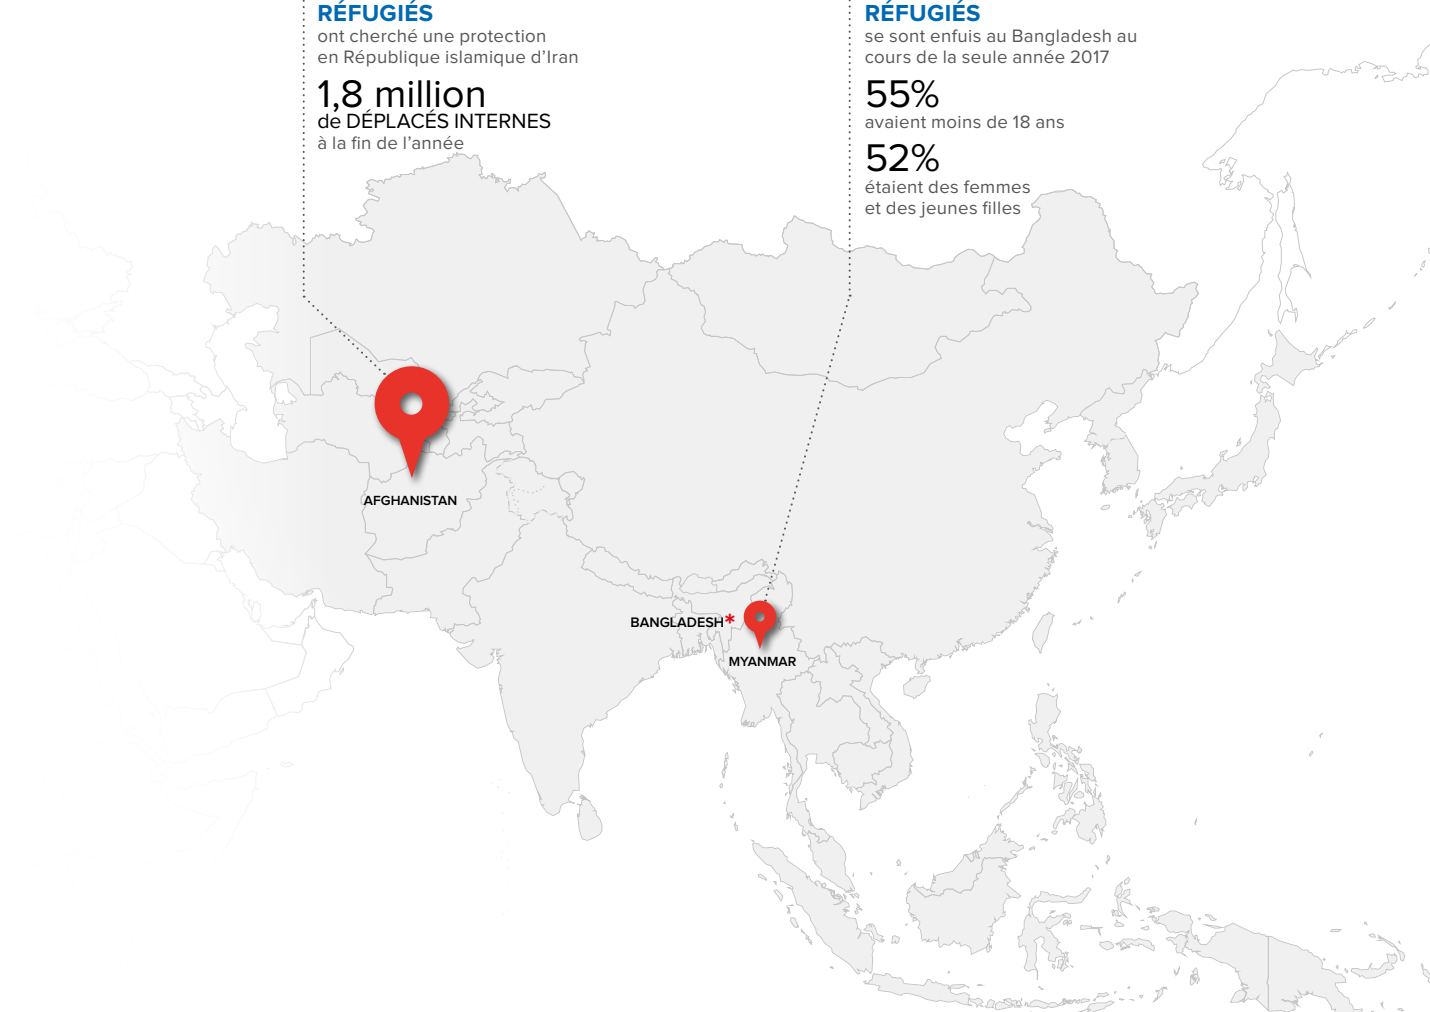 RÉFUGIÉS
ont cherché une protection
en République islamique d’Iran
1,8 million
de DÉPLACÉS INTERNES
à la fin de l’année
RÉFUGIÉS
se sont enfuis au Bangladesh au
cours de la seule année 2017
55%
avaient moins de 18 ans
52%
étaient des femmes
et des jeunes filles
AFGHANISTAN
BANGLADESH*
MYANMAR